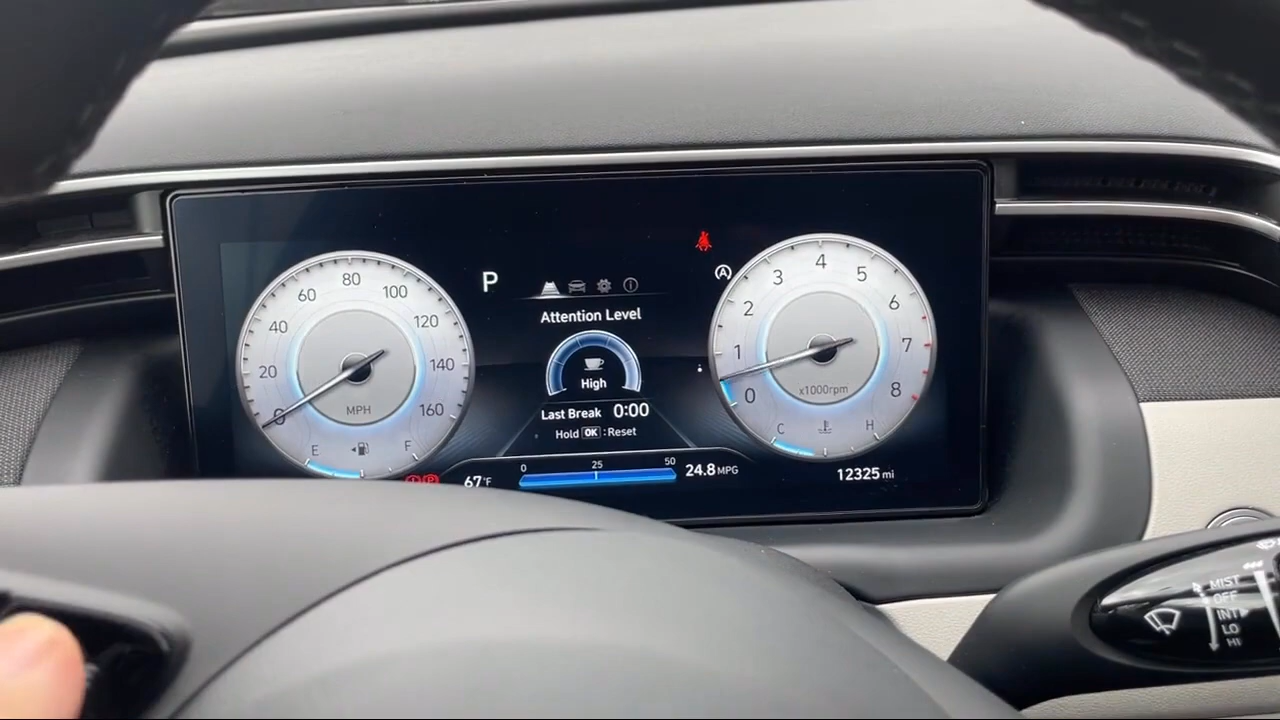 80
60
100
40
120
20
140
0
160
MPH
E
F
P
Attention Level
High
Last Break 0:00
Hold OK : Reset
0
25
50
67°F
24.8 MPG
4
3
5
2
6
1
7
0
8
x1000rpm
C
H
12325 mi
MIST
OFF
INT
LO
HI